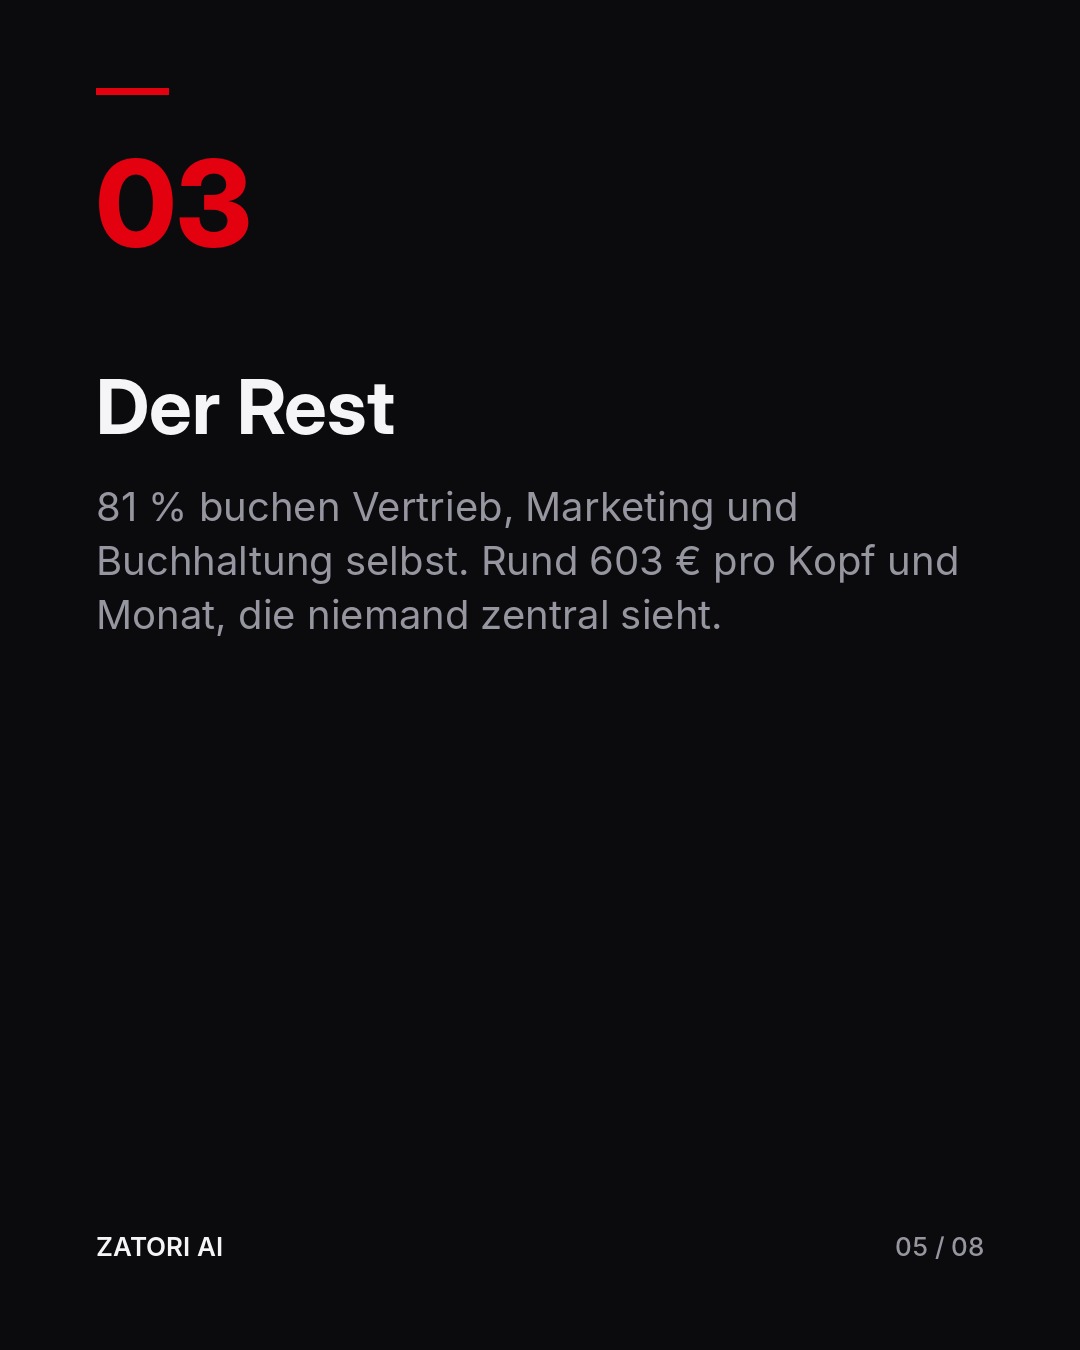 03
Der Rest
81 % buchen Vertrieb, Marketing und
Buchhaltung selbst. Rund 603 € pro Kopf und
Monat, die niemand zentral sieht.
ZATORI AI
05 / 08